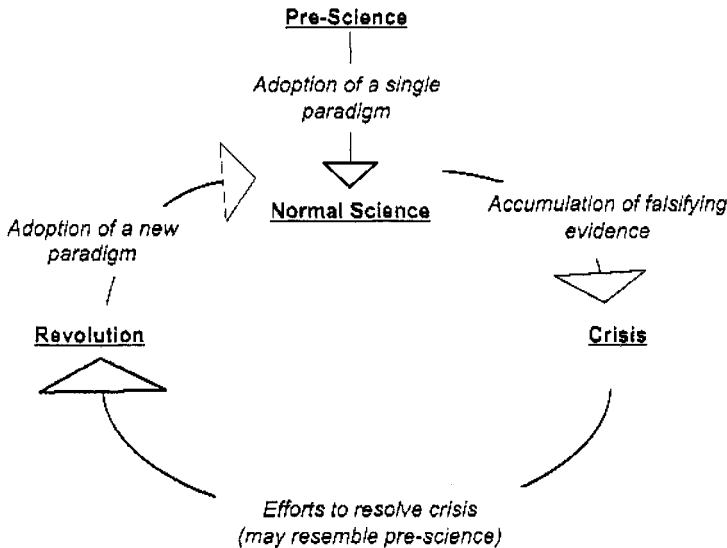 Pre-Science
Adoption of a single
paradigm
Normal Science
Accumulation of falsifying
evidence
Adoption of a new
paradigm
Revolution
Crisis
Efforts to resolve crisis
(may resemble pre-science)